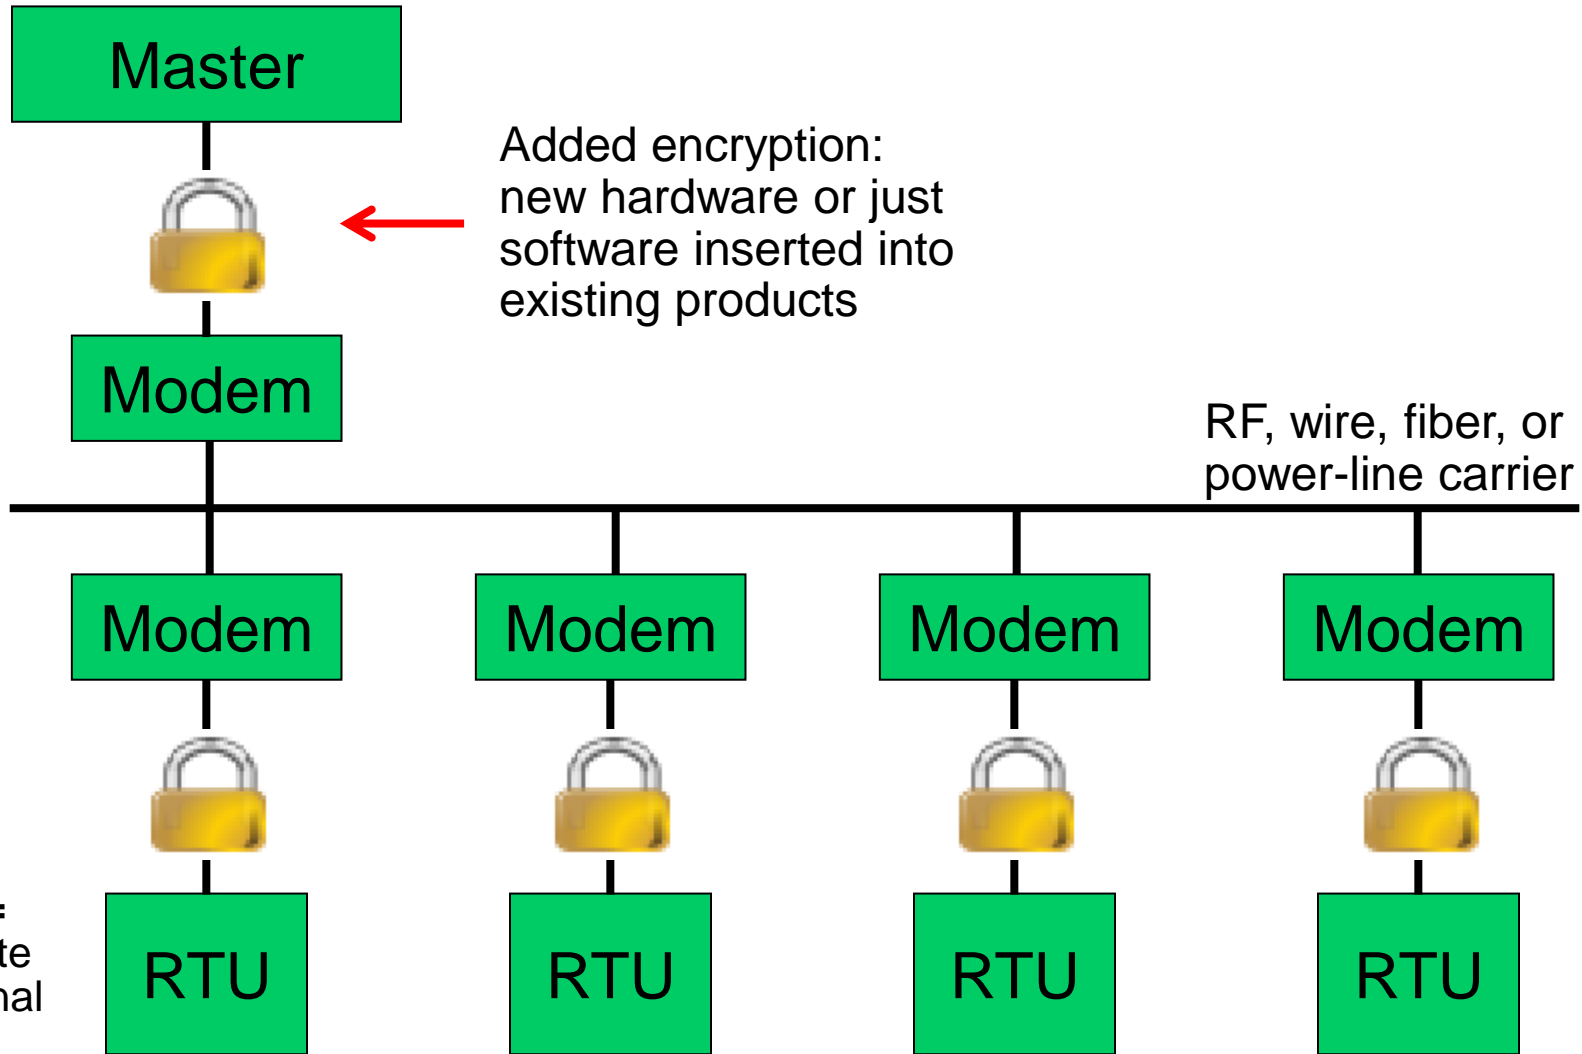 Master
Added encryption:
new hardware or just
software inserted into
existing products
Modem
RF, wire, fiber, or
power-line carrier
Modem Modem Modem Modem
=
RTU RTU RTU RTU